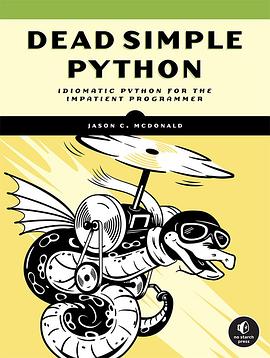 DEAD SIMPLE
PYTHON
IDIOMATIC PYTHON FOR THE
IMPATIENT PROGRAMMER
JASON C. MCDONALD
no starch
press